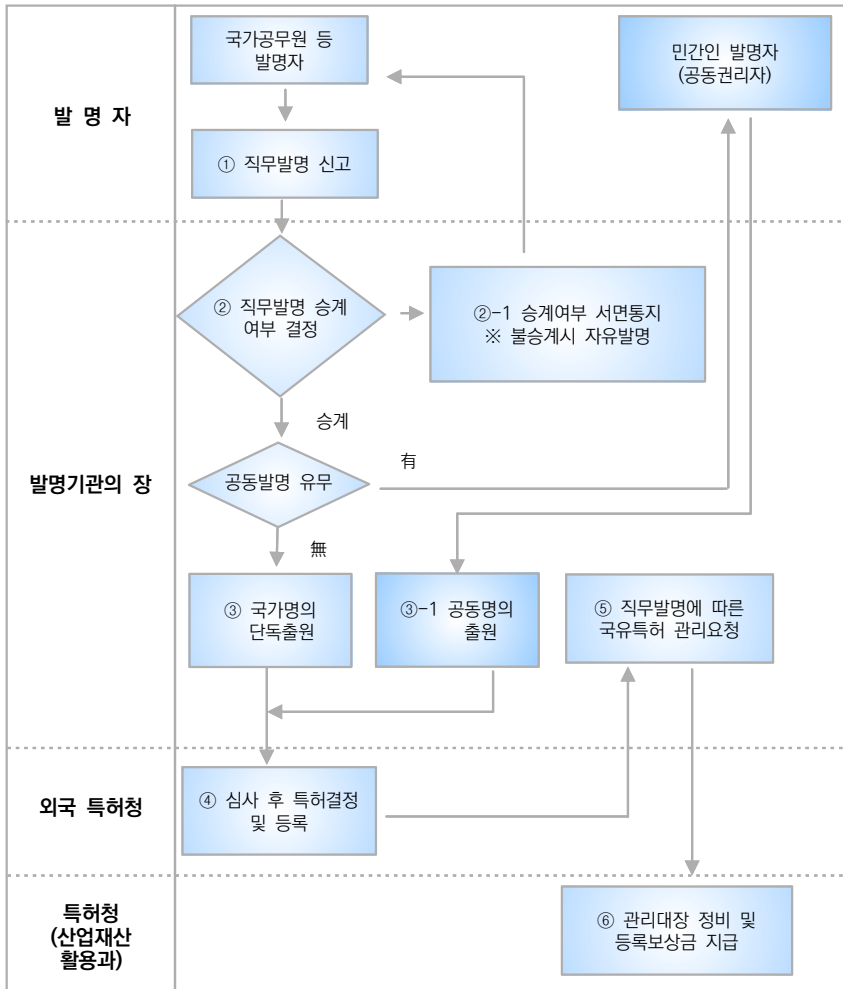 국가공무원 등
발명자
민간인 발명자
(공동권리자)
발 명 자
① 직무발명 신고
② 직무발명 승계
여부 결정
②-1 승계여부 서면통지
※ 불승계시 자유발명
승계
발명기관의 장
공동발명 유무
有
無
③ 국가명의
단독출원
③-1 공동명의
출원
⑤ 직무발명에 따른
국유특허 관리요청
외국 특허청
④ 심사 후 특허결정
및 등록
특허청
(산업재산
활용과)
⑥ 관리대장 정비 및
등록보상금 지급